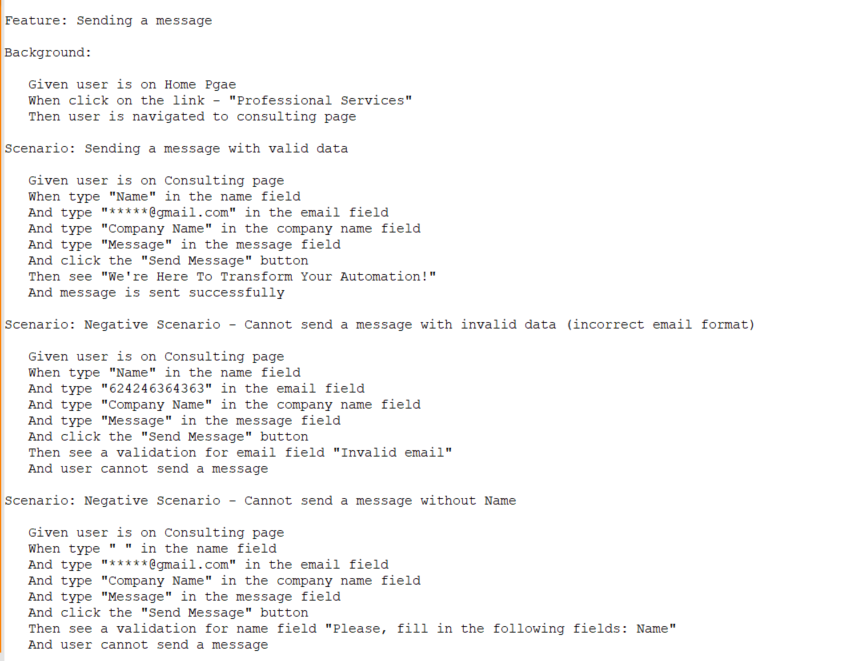 Feature: Sending a message
Background:
Given user is on Home Pgae
When click on the link - "Professional Services"
Then user is navigated to consulting page
Scenario: Sending a message with valid data
Given user is on Consulting page
When type "Name" in the name field
And type "*****@gmail.com" in the email field
And type "Company Name" in the company name field
And type "Message" in the message field
And click the "Send Message" button
Then see "We're Here To Transform Your Automation!"
And message is sent successfully
Scenario: Negative Scenario - Cannot send a message with invalid data (incorrect email format)
Given user is on Consulting page
When type "Name" in the name field
And type "624246364363" in the email field
And type "Company Name" in the company name field
And type "Message" in the message field
And click the "Send Message" button
Then see a validation for email field "Invalid email"
And user cannot send a message
Scenario: Negative Scenario - Cannot send a message without Name
Given user is on Consulting page
When type " " in the name field
And type "*****@gmail.com" in the email field
And type "Company Name" in the company name field
And type "Message" in the message field
And click the "Send Message" button
Then see a validation for name field "Please, fill in the following fields: Name"
And user cannot send a message